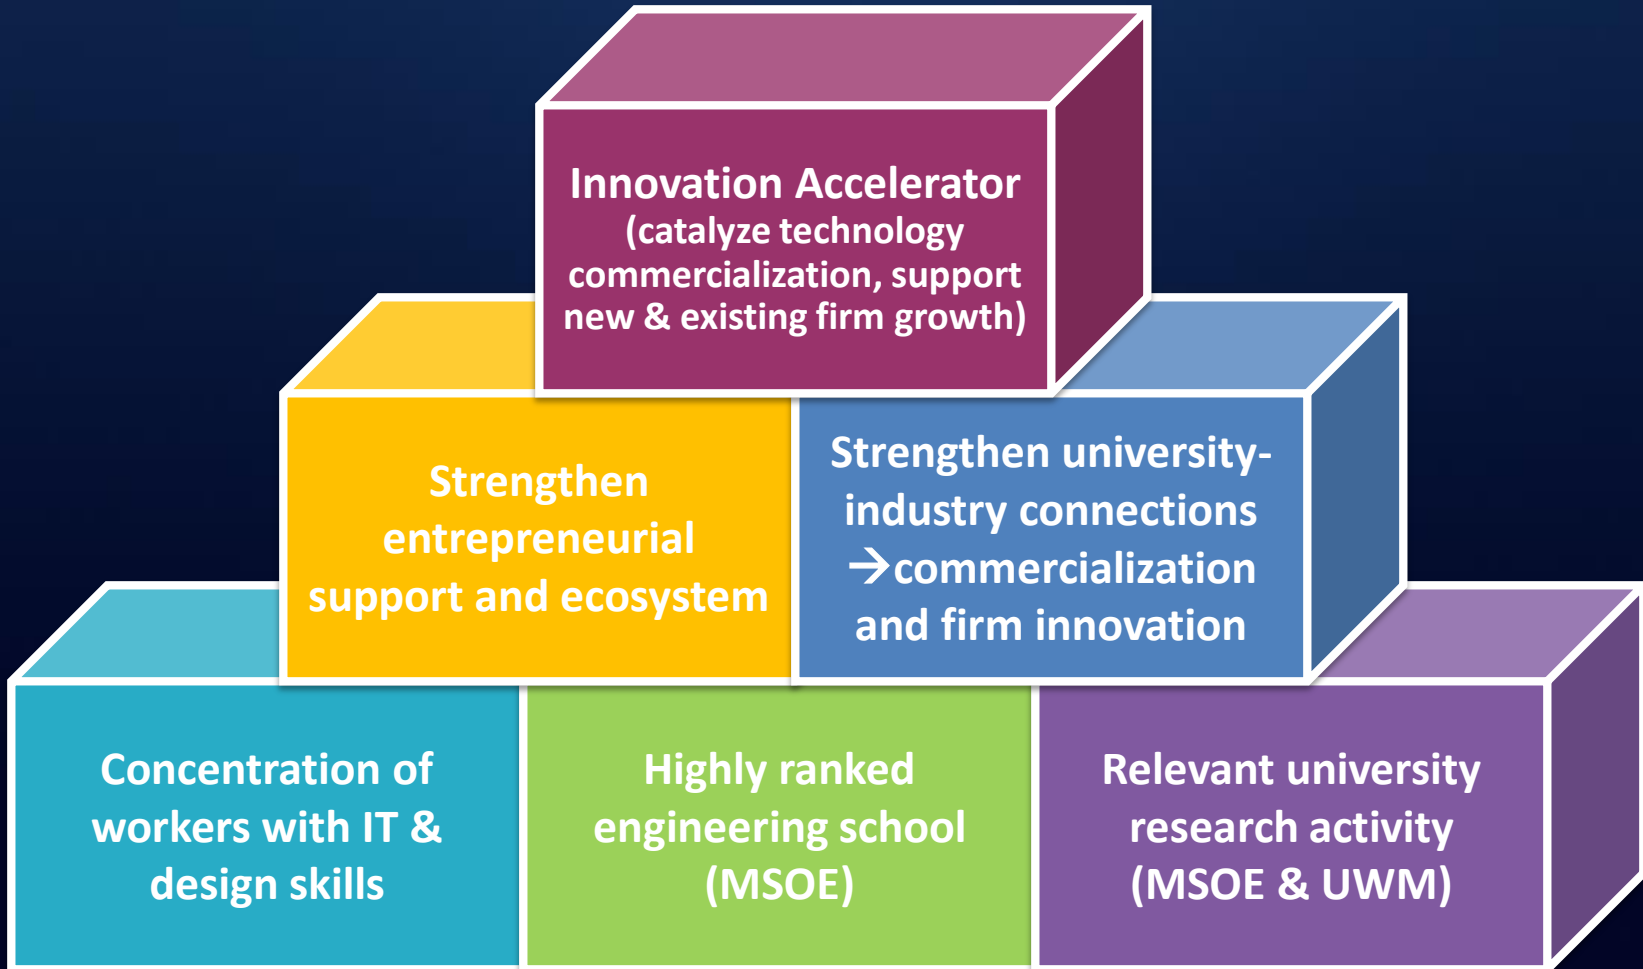 Innovation Accelerator
(catalyze technology
commercialization, support
new & existing firm growth)
Strengthen
entrepreneurial
support and ecosystem
Strengthen university-
industry connections
→commercialization
and firm innovation
Concentration of
workers with IT &
design skills
Highly ranked
engineering school
(MSOE)
Relevant university
research activity
(MSOE & UWM)